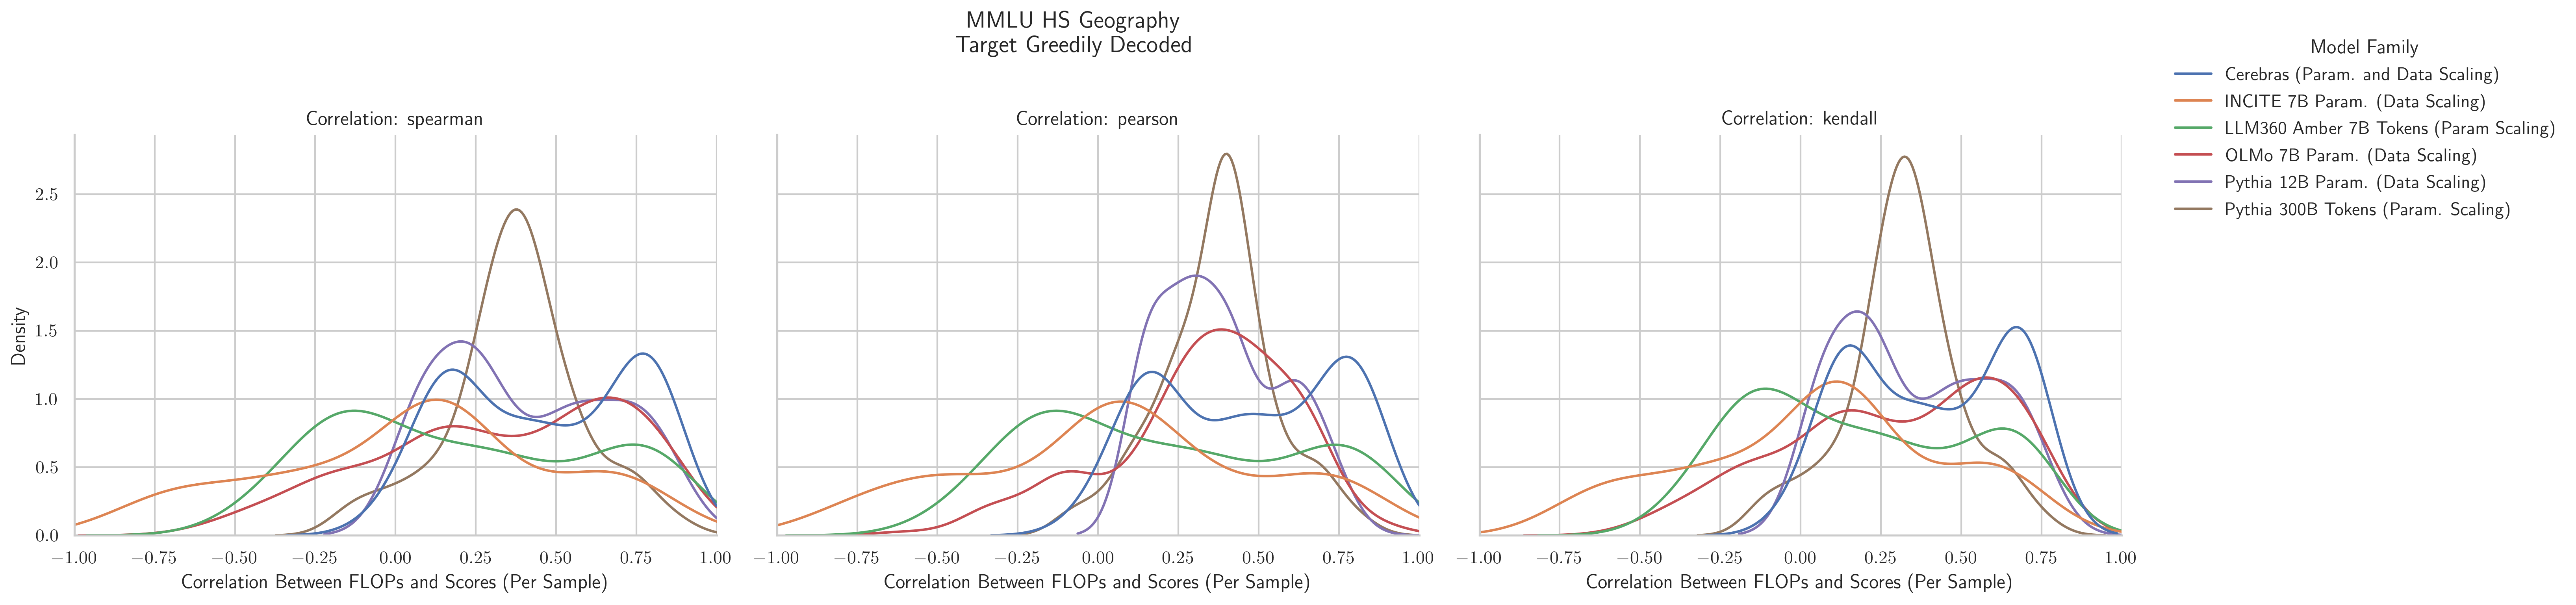 MMLU HS Geography
Target Greedily Decoded
Model Family
Cerebras (Param. and Data Scaling)
INCITE 7B Param. (Data Scaling)
LLM360 Amber 7B Tokens (Param Scaling)
OLMo 7B Param. (Data Scaling)
Pythia 12B Param. (Data Scaling)
Pythia 300B Tokens (Param. Scaling)
Correlation: spearman
Correlation: pearson
Correlation: kendall
Density
2.5
2.0
1.5
1.0
0.5
0.0
−1.00 −0.75 −0.50 −0.25 0.00 0.25 0.50 0.75 1.00
−1.00 −0.75 −0.50 −0.25 0.00 0.25 0.50 0.75 1.00
−1.00 −0.75 −0.50 −0.25 0.00 0.25 0.50 0.75 1.00
Correlation Between FLOPs and Scores (Per Sample)
Correlation Between FLOPs and Scores (Per Sample)
Correlation Between FLOPs and Scores (Per Sample)